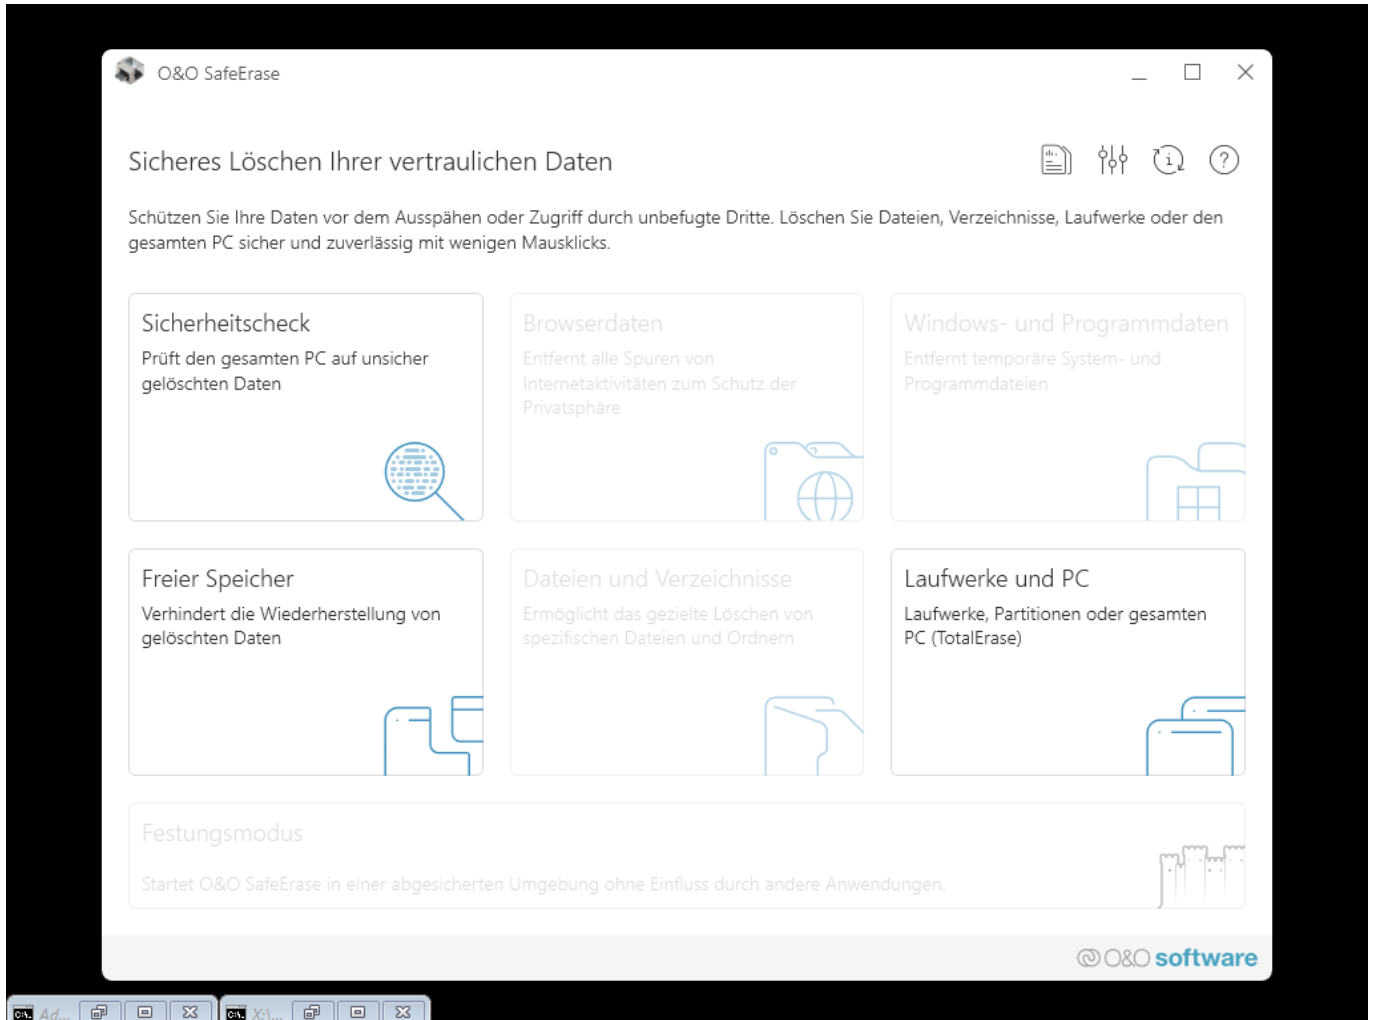 O&O SafeErase
Sicheres Löschen Ihrer vertraulichen Daten
Schützen Sie Ihre Daten vor dem Ausspähen oder Zugriff durch unbefugte Dritte. Löschen Sie Dateien, Verzeichnisse, Laufwerke oder den
gesamten PC sicher und zuverlässig mit wenigen Mausklicks.
Sicherheitscheck
Prüft den gesamten PC auf unsicher
gelöschten Daten
Browserdaten
Entfernt alle Spuren von
Internetaktivitäten zum Schutz der
Privatsphäre
Windows- und Programmdaten
Entfernt temporäre System- und
Programmdateien
Freier Speicher
Verhindert die Wiederherstellung von
gelöschten Daten
Dateien und Verzeichnisse
Ermöglicht das gezielte Löschen von
spezifischen Dateien und Ordnern
Laufwerke und PC
Laufwerke, Partitionen oder gesamten
PC (TotalErase)
Festungsmodus
Startet O&O SafeErase in einer abgesicherten Umgebung ohne Einfluss durch andere Anwendungen.
O&O software
C:\. Ad... C:\. X:\...